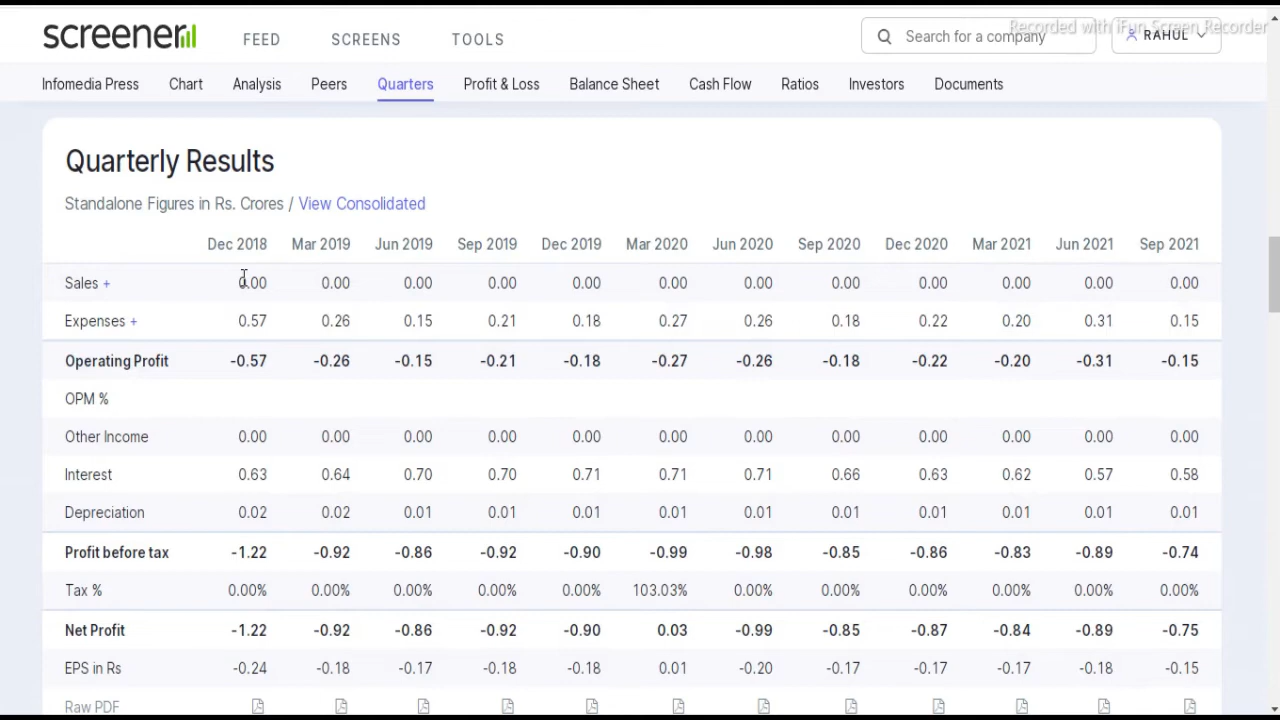 Recorded with iFun Screen Recorder
screener FEED SCREENS TOOLS Search for a company RAHUL
Infomedia Press Chart Analysis Peers Quarters Profit & Loss Balance Sheet Cash Flow Ratios Investors Documents
Quarterly Results
Standalone Figures in Rs. Crores / View Consolidated
Dec 2018 Mar 2019 Jun 2019 Sep 2019 Dec 2019 Mar 2020 Jun 2020 Sep 2020 Dec 2020 Mar 2021 Jun 2021 Sep 2021
Sales + 0.00 0.00 0.00 0.00 0.00 0.00 0.00 0.00 0.00 0.00 0.00 0.00
Expenses + 0.57 0.26 0.15 0.21 0.18 0.27 0.26 0.18 0.22 0.20 0.31 0.15
Operating Profit -0.57 -0.26 -0.15 -0.21 -0.18 -0.27 -0.26 -0.18 -0.22 -0.20 -0.31 -0.15
OPM %
Other Income 0.00 0.00 0.00 0.00 0.00 0.00 0.00 0.00 0.00 0.00 0.00 0.00
Interest 0.63 0.64 0.70 0.70 0.71 0.71 0.71 0.66 0.63 0.62 0.57 0.58
Depreciation 0.02 0.02 0.01 0.01 0.01 0.01 0.01 0.01 0.01 0.01 0.01 0.01
Profit before tax -1.22 -0.92 -0.86 -0.92 -0.90 -0.99 -0.98 -0.85 -0.86 -0.83 -0.89 -0.74
Tax % 0.00% 0.00% 0.00% 0.00% 0.00% 103.03% 0.00% 0.00% 0.00% 0.00% 0.00% 0.00%
Net Profit -1.22 -0.92 -0.86 -0.92 -0.90 0.03 -0.99 -0.85 -0.87 -0.84 -0.89 -0.75
EPS in Rs -0.24 -0.18 -0.17 -0.18 -0.18 0.01 -0.20 -0.17 -0.17 -0.17 -0.18 -0.15
Raw PDF